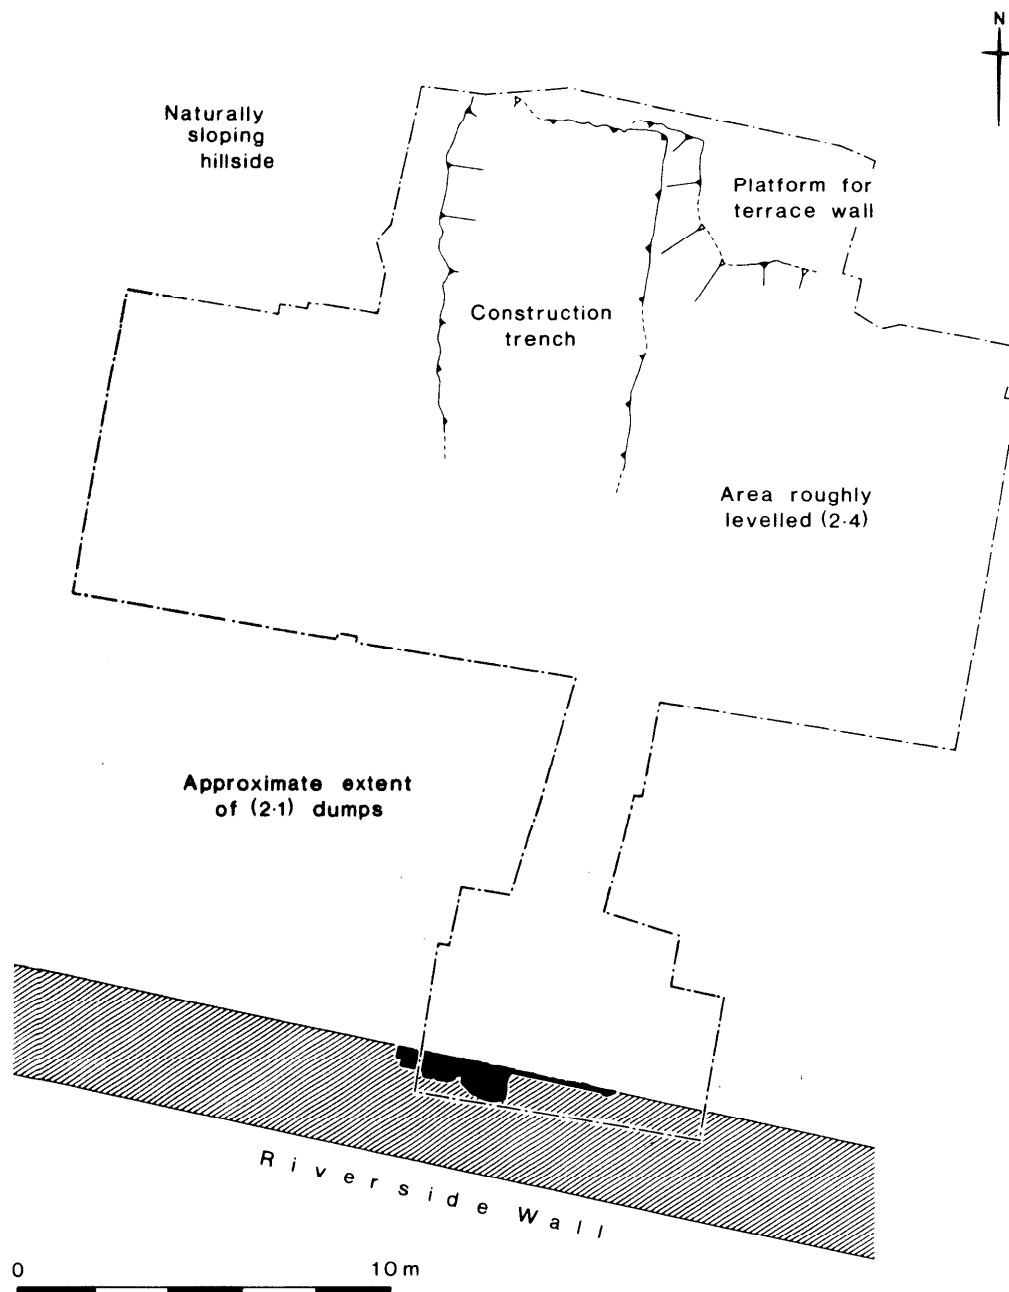 N
Naturally
sloping
hillside
Platform for
terrace wall
Construction
trench
Area roughly
levelled (2·4)
Approximate extent
of (2·1) dumps
Riverside Wall
0 10 m